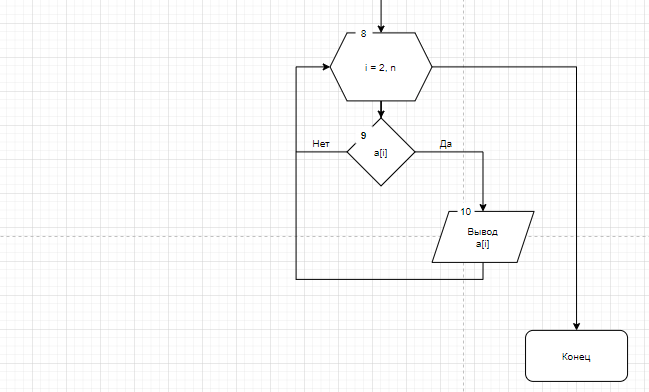 8
i = 2, n
9
Нет
a[i]
Да
10
Вывод
a[i]
Конец